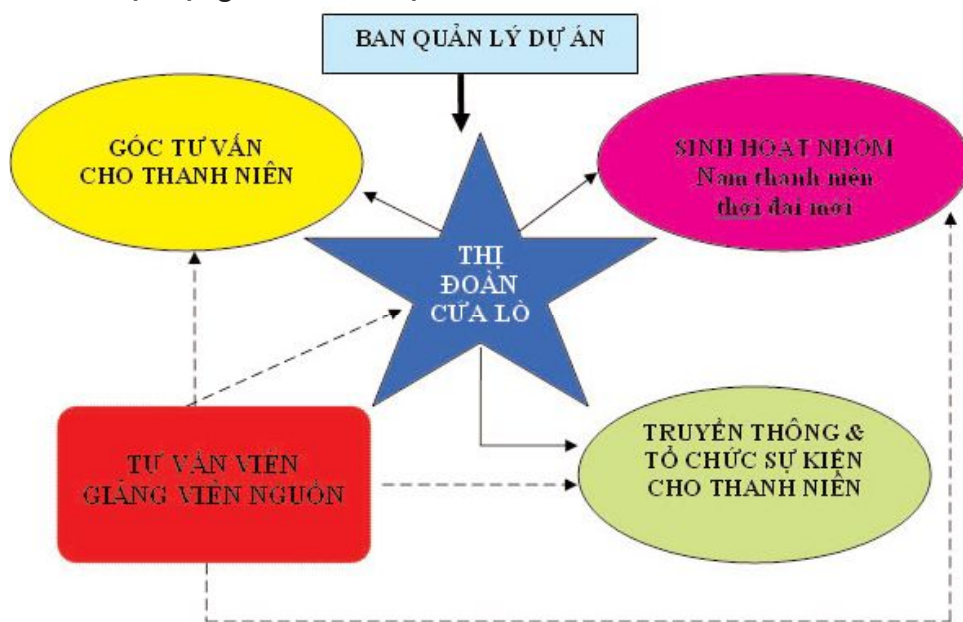 BAN QUẢN LÝ DỰ ÁN
GÓC TƯ VẤN
CHO THANH NIÊN
SINH HOẠT NHÓM
Nam thanh niên
thời đại mới
THỊ
ĐOÀN
CỬA LÒ
TƯ VẤN VIÊN
GIẢNG VIÊN NGUỒN
TRUYỀN THÔNG &
TỔ CHỨC SỰ KIỆN
CHO THANH NIÊN